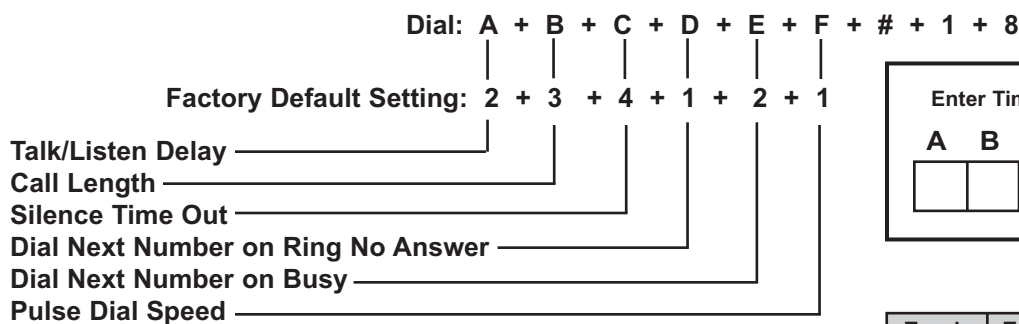 Dial: A + B + C + D + E + F + # + 1 + 8
Factory Default Setting: 2 + 3 + 4 + 1 + 2 + 1
Talk/Listen Delay
Call Length
Silence Time Out
Dial Next Number on Ring No Answer
Dial Next Number on Busy
Pulse Dial Speed
Enter
A B